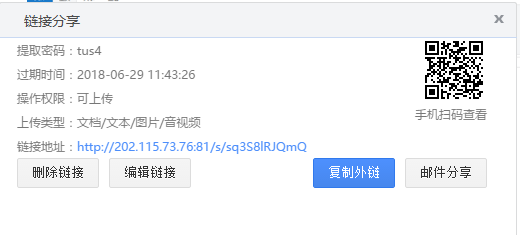 链接分享
提取密码：tus4
过期时间：2018-06-29 11:43:26
操作权限：可上传
上传类型：文档/文本/图片/音视频
链接地址：http://202.115.73.76:81/s/sq3S8lRJQmQ
手机扫码查看
删除链接 编辑链接 复制外链 邮件分享